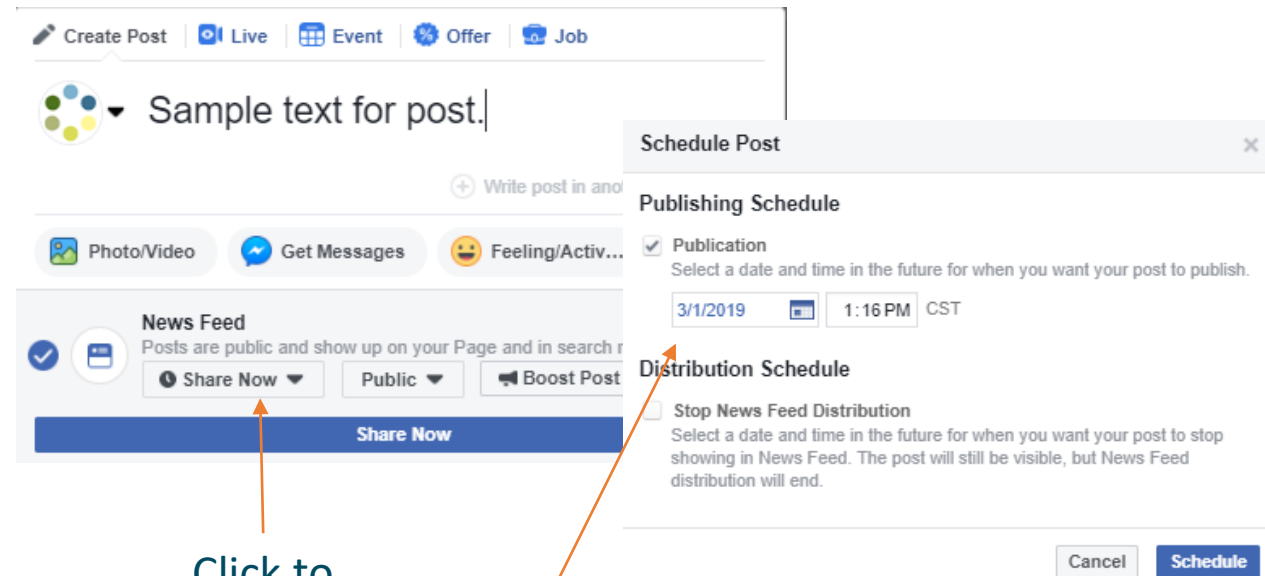 Create Post Live Event Offer Job
Sample text for post.
Write post in
Photo/Video Get Messages Feeling/Activ...
News Feed
Posts are public and show up on your Page and in search
Share Now Public Boost Post
Share Now
Click to
Schedule Post
Publishing Schedule
Publication
Select a date and time in the future for when you want your post to publish.
3/1/2019 1:16 PM CST
Distribution Schedule
Stop News Feed Distribution
Select a date and time in the future for when you want your post to stop
showing in News Feed. The post will still be visible, but News Feed
distribution will end.
Cancel Schedule